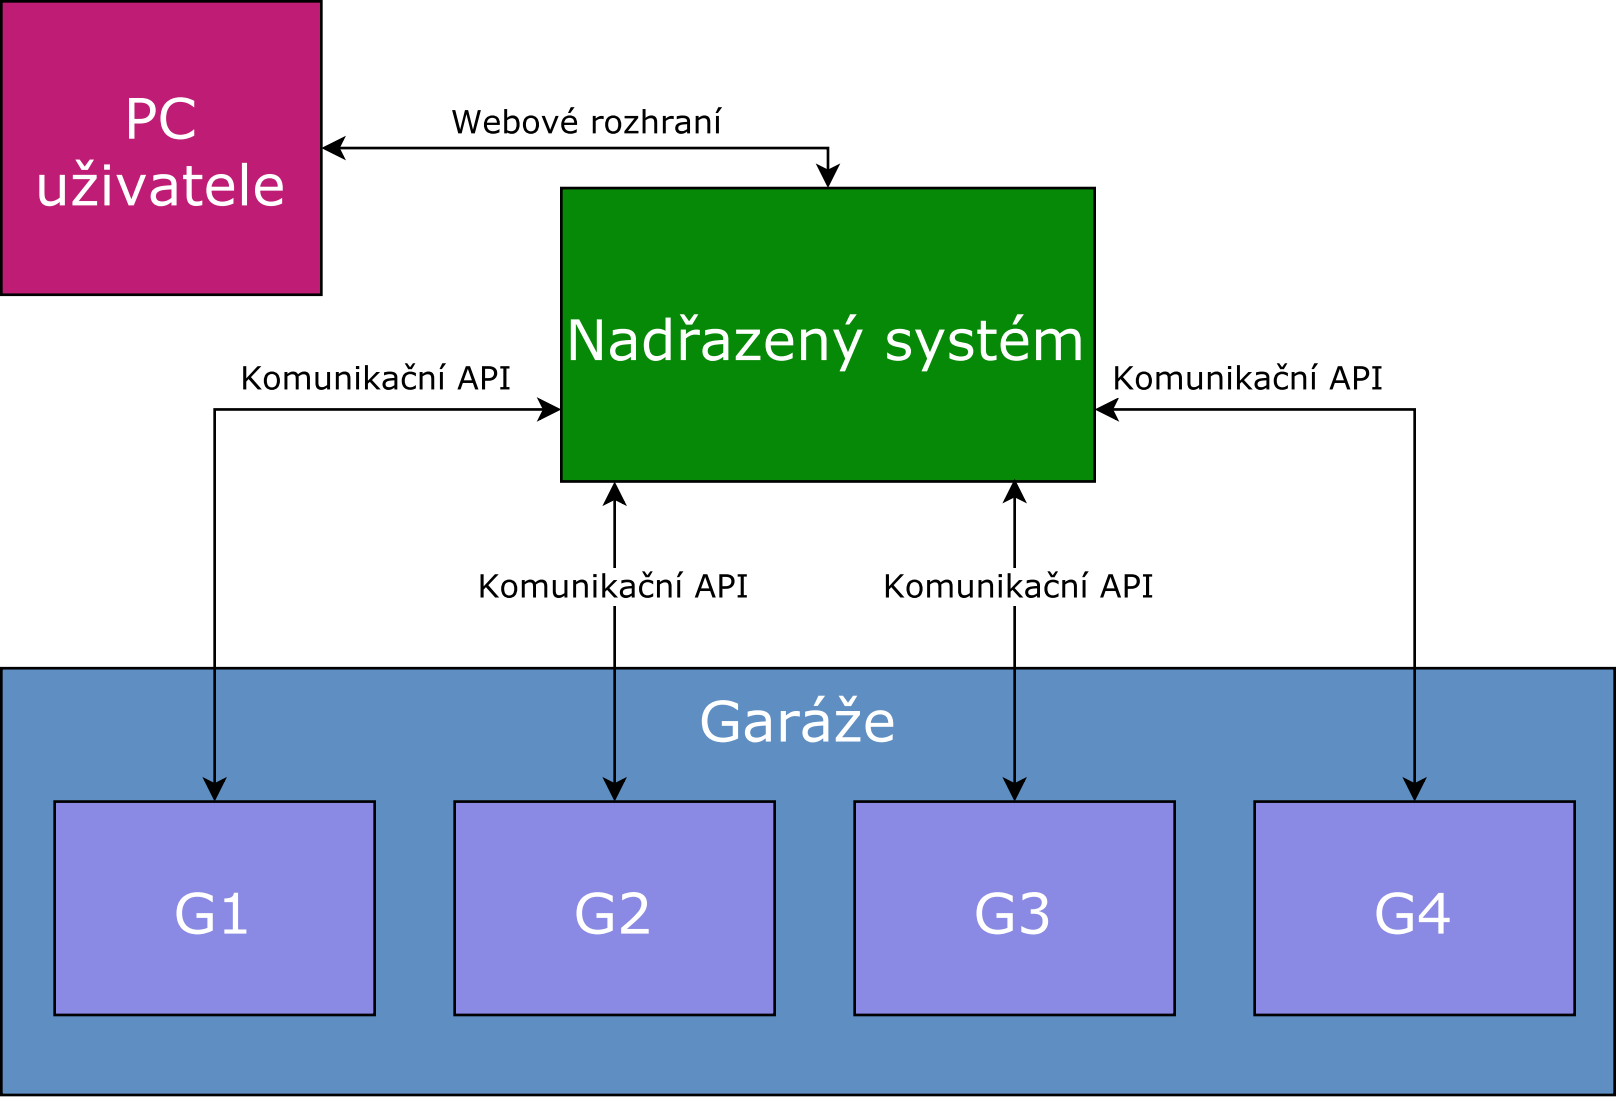 PC
uživatele
Webové rozhraní
Nadřazený systém
Komunikační API
Komunikační API
Komunikační API
Komunikační API
Garáže
G1
G2
G3
G4